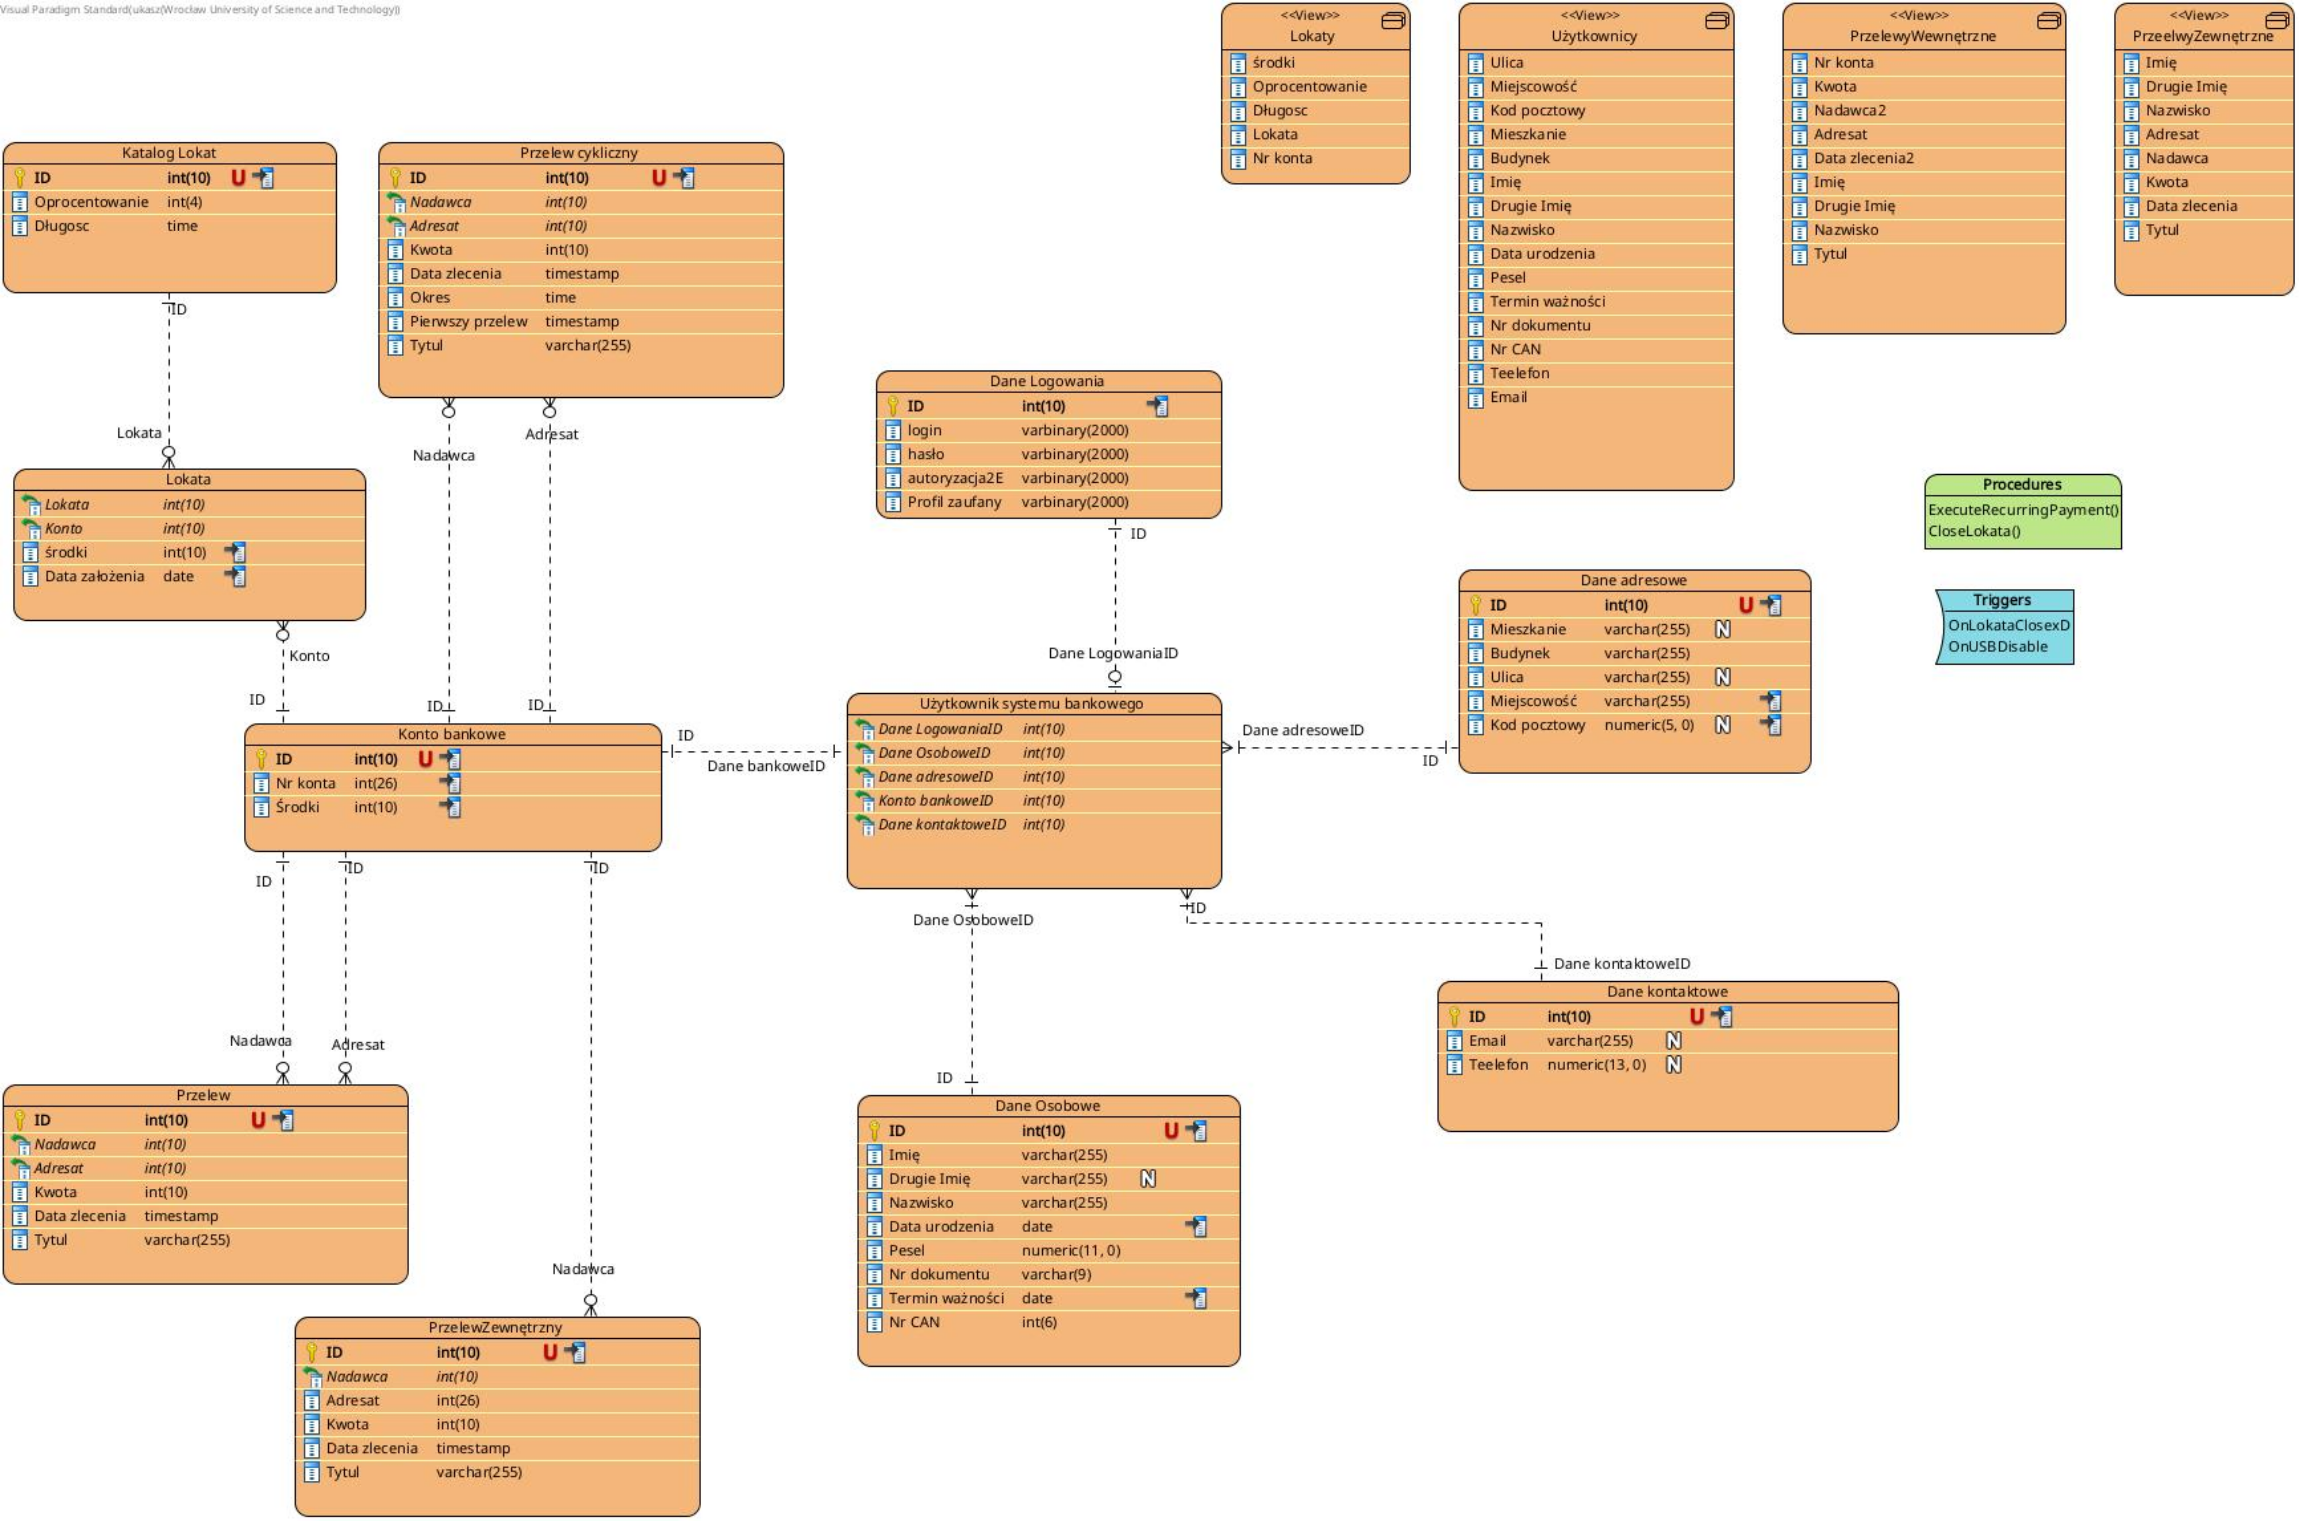 Visual Paradigm Standard(ukasz(Wrocław University of Science and Technology))
<<View>>
Lokaty
środki
Oprocentowanie
Długosc
Lokata
Nr konta
<<View>>
Użytkownicy
Ulica
Miejscowość
Kod pocztowy
Mieszkanie
Budynek
Imię
Drugie Imię
Nazwisko
Data urodzenia
Pesel
Termin ważności
Nr dokumentu
Nr CAN
Teelefon
Email
<<View>>
PrzelewyWewnętrzne
Nr konta
Kwota
Nadawca2
Adresat
Data zlecenia2
Imię
Drugie Imię
Nazwisko
Tytul
<<View>>
PrzeelwyZewnętrzne
Imię
Drugie Imię
Nazwisko
Adresat
Nadawca
Kwota
Data zlecenia
Tytul
Katalog Lokat
ID int(10) U
Oprocentowanie int(4)
Długosc time
ID
Lokata
Przelew cykliczny
ID int(10) U
Nadawca int(10)
Adresat int(10)
Kwota int(10)
Data zlecenia timestamp
Okres time
Pierwszy przelew timestamp
Tytul varchar(255)
Adresat
Nadawca
ID
ID
Lokata
Lokata int(10)
Konto int(10)
środki int(10)
Data założenia date
Konto
ID
Dane Logowania
ID int(10)
login varbinary(2000)
hasło varbinary(2000)
autoryzacja2E varbinary(2000)
Profil zaufany varbinary(2000)
ID
Dane LogowaniaID
Procedures
ExecuteRecurringPayment()
CloseLokata()
Triggers
OnLokataClosexD
OnUSBDisable
Dane adresowe
ID int(10) U
Mieszkanie varchar(255) N
Budynek varchar(255)
Ulica varchar(255) N
Miejscowość varchar(255)
Kod pocztowy numeric(5, 0) N
Konto bankowe
ID int(10) U
Nr konta int(26)
Środki int(10)
ID
Dane bankoweID
Użytkownik systemu bankowego
Dane LogowaniaID int(10)
Dane OsoboweID int(10)
Dane adresoweID int(10)
Konto bankoweID int(10)
Dane kontaktoweID int(10)
Dane adresoweID
ID
ID
ID
ID
Nadawca
Adresat
Dane OsoboweID
ID
ID
Dane kontaktoweID
Dane kontaktowe
ID int(10) U
Email varchar(255) N
Teelefon numeric(13, 0) N
Przelew
ID int(10) U
Nadawca int(10)
Adresat int(10)
Kwota int(10)
Data zlecenia timestamp
Tytul varchar(255)
Dane Osobowe
ID int(10) U
Imię varchar(255)
Drugie Imię varchar(255) N
Nazwisko varchar(255)
Data urodzenia date
Pesel numeric(11, 0)
Nr dokumentu varchar(9)
Termin ważności date
Nr CAN int(6)
Nadawca
PrzelewZewnętrzny
ID int(10) U
Nadawca int(10)
Adresat int(26)
Kwota int(10)
Data zlecenia timestamp
Tytul varchar(255)